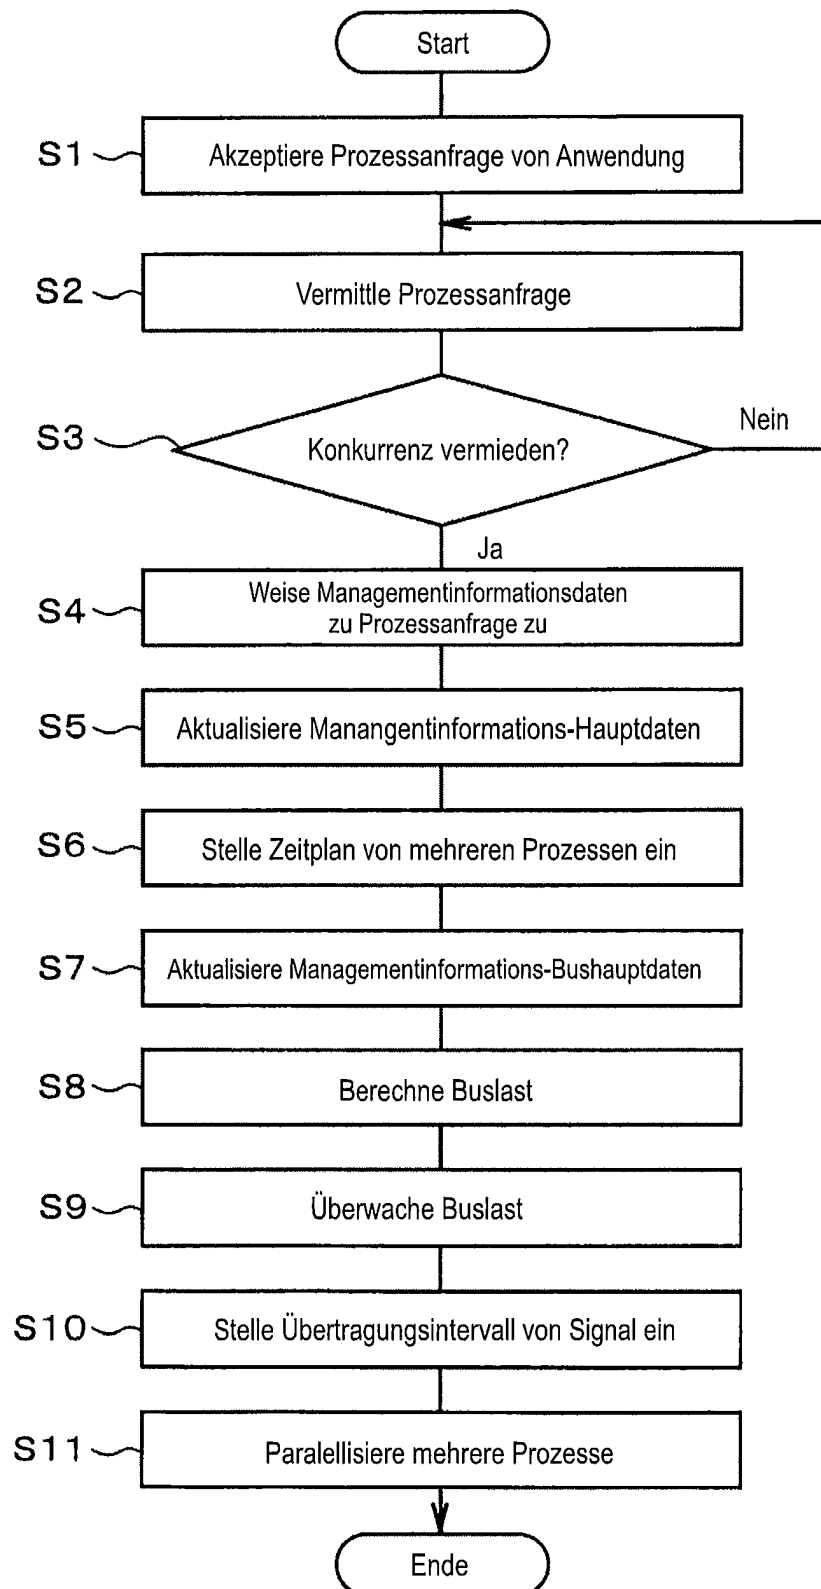 Start
S1
Akzeptiere Prozessanfrage von Anwendung
S2
Vermittle Prozessanfrage
S3
Konkurrenz vermieden?
Nein
Ja
S4
Weise Managementinformationsdaten
zu Prozessanfrage zu
S5
Aktualisiere Manangentinformations-Hauptdaten
S6
Stelle Zeitplan von mehreren Prozessen ein
S7
Aktualisiere Managementinformations-Bushauptdaten
S8
Berechne Buslast
S9
Überwache Buslast
S10
Stelle Übertragungsintervall von Signal ein
S11
Paralellisiere mehrere Prozesse
Ende